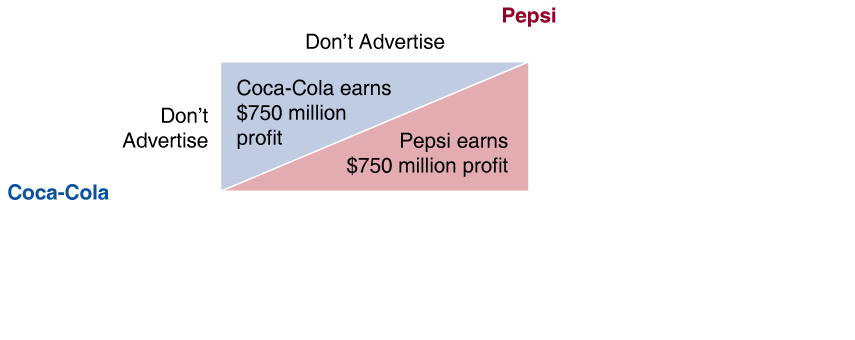 Pepsi
Don’t Advertise
Coca-Cola earns
$750 million
profit
Don’t
Advertise
Pepsi earns
$750 million profit
Coca-Cola